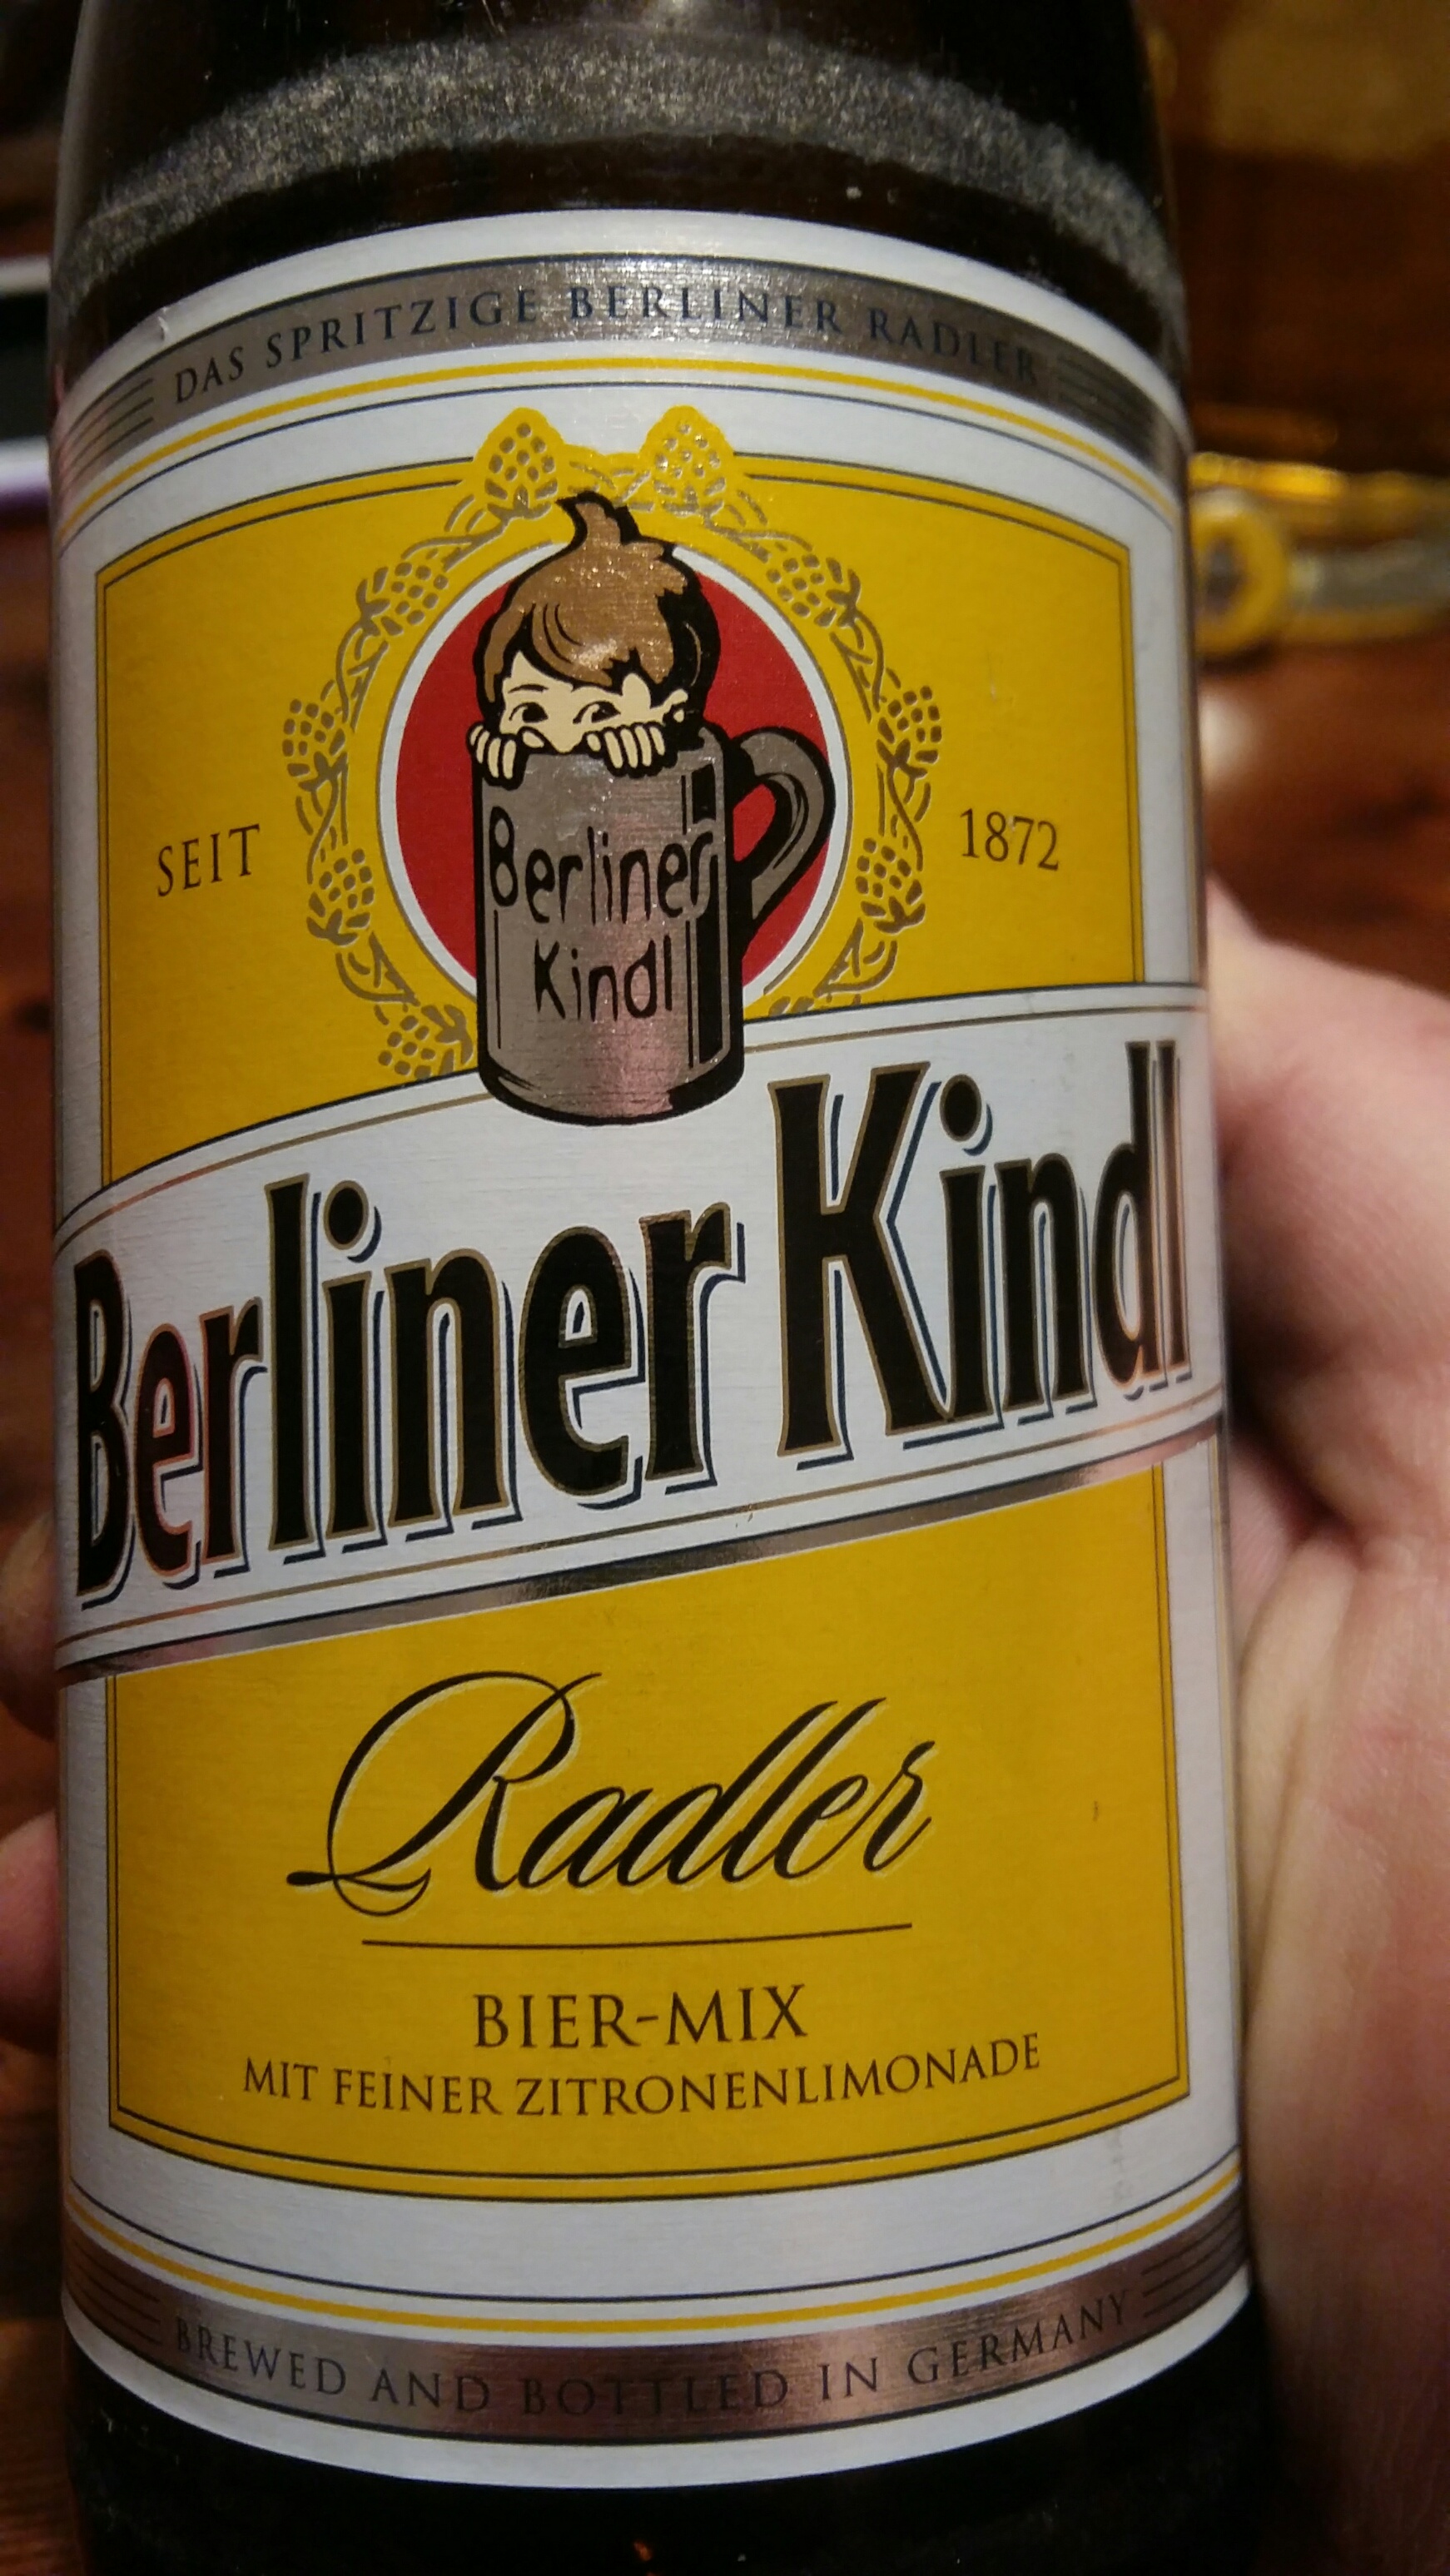 DAS SPRITZIGE BERLINER RADLER
SEIT 1872
Berliner
Kindl
Berliner Kindl
Radler
BIER-MIX
MIT FEINER ZITRONENLIMONADE
BREWED AND BOTTLED IN GERMANY